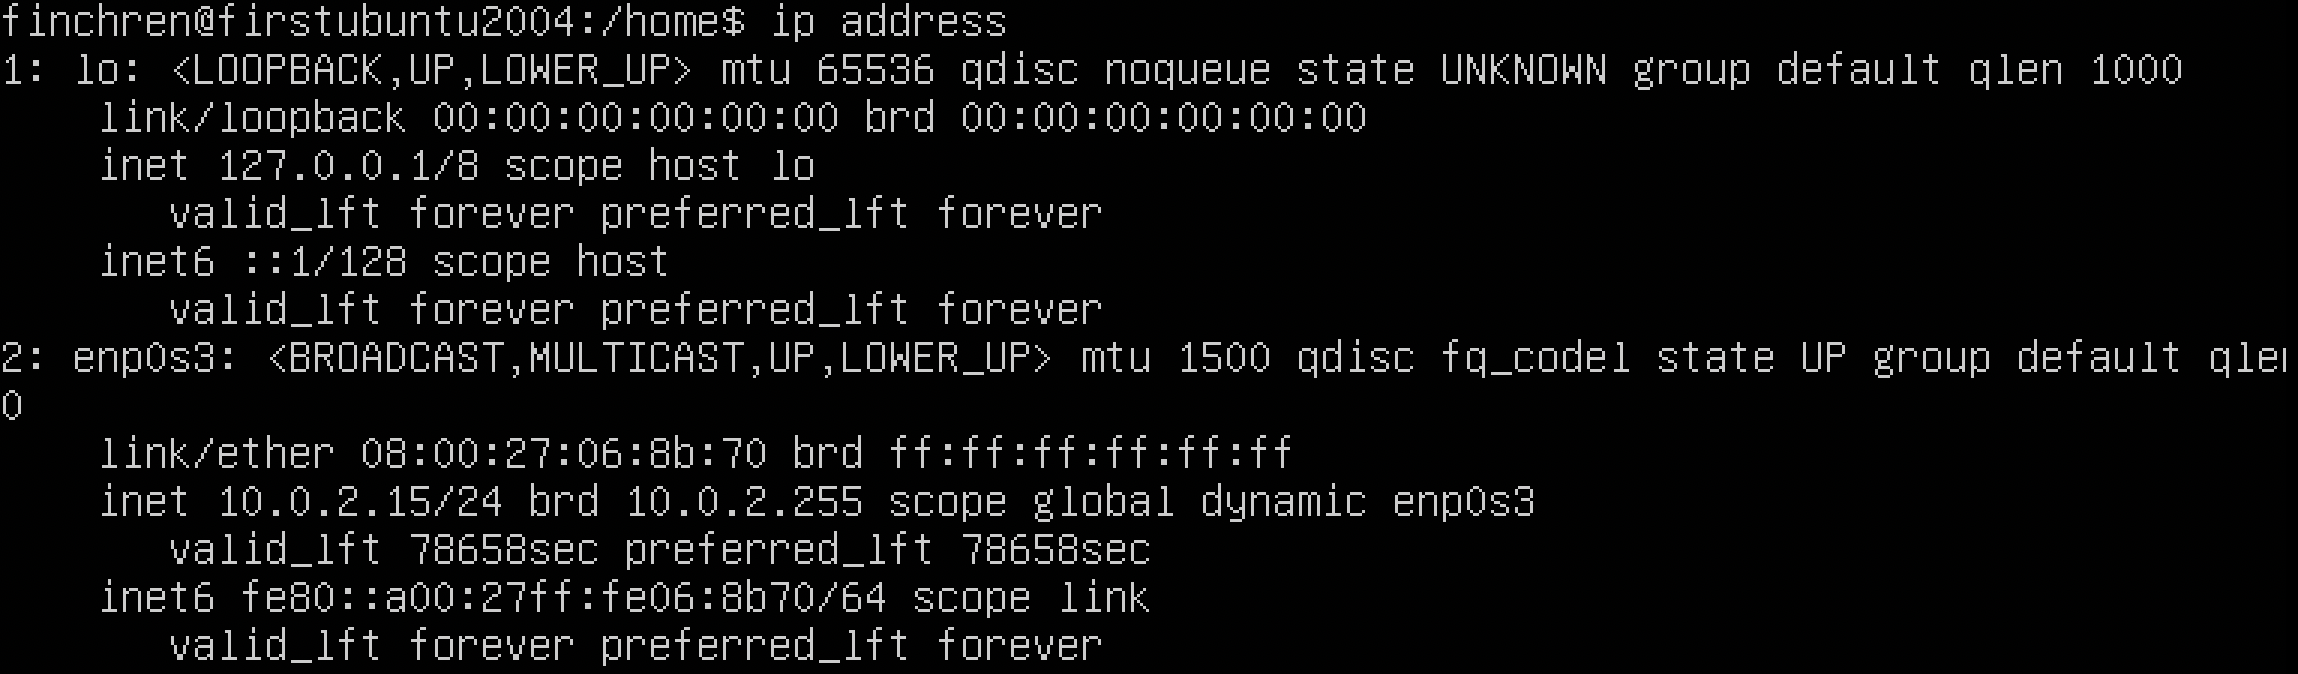 finchren@firstubuntu2004:/home$ ip address
1: lo: <LOOPBACK,UP,LOWER_UP> mtu 65536 qdisc noqueue state UNKNOWN group default qlen 1000
    link/loopback 00:00:00:00:00:00 brd 00:00:00:00:00:00
    inet 127.0.0.1/8 scope host lo
       valid_lft forever preferred_lft forever
    inet6 ::1/128 scope host
       valid_lft forever preferred_lft forever
2: enp0s3: <BROADCAST,MULTICAST,UP,LOWER_UP> mtu 1500 qdisc fq_codel state UP group default qlen
0
    link/ether 08:00:27:06:8b:70 brd ff:ff:ff:ff:ff:ff
    inet 10.0.2.15/24 brd 10.0.2.255 scope global dynamic enp0s3
       valid_lft 78658sec preferred_lft 78658sec
    inet6 fe80::a00:27ff:fe06:8b70/64 scope link
       valid_lft forever preferred_lft forever